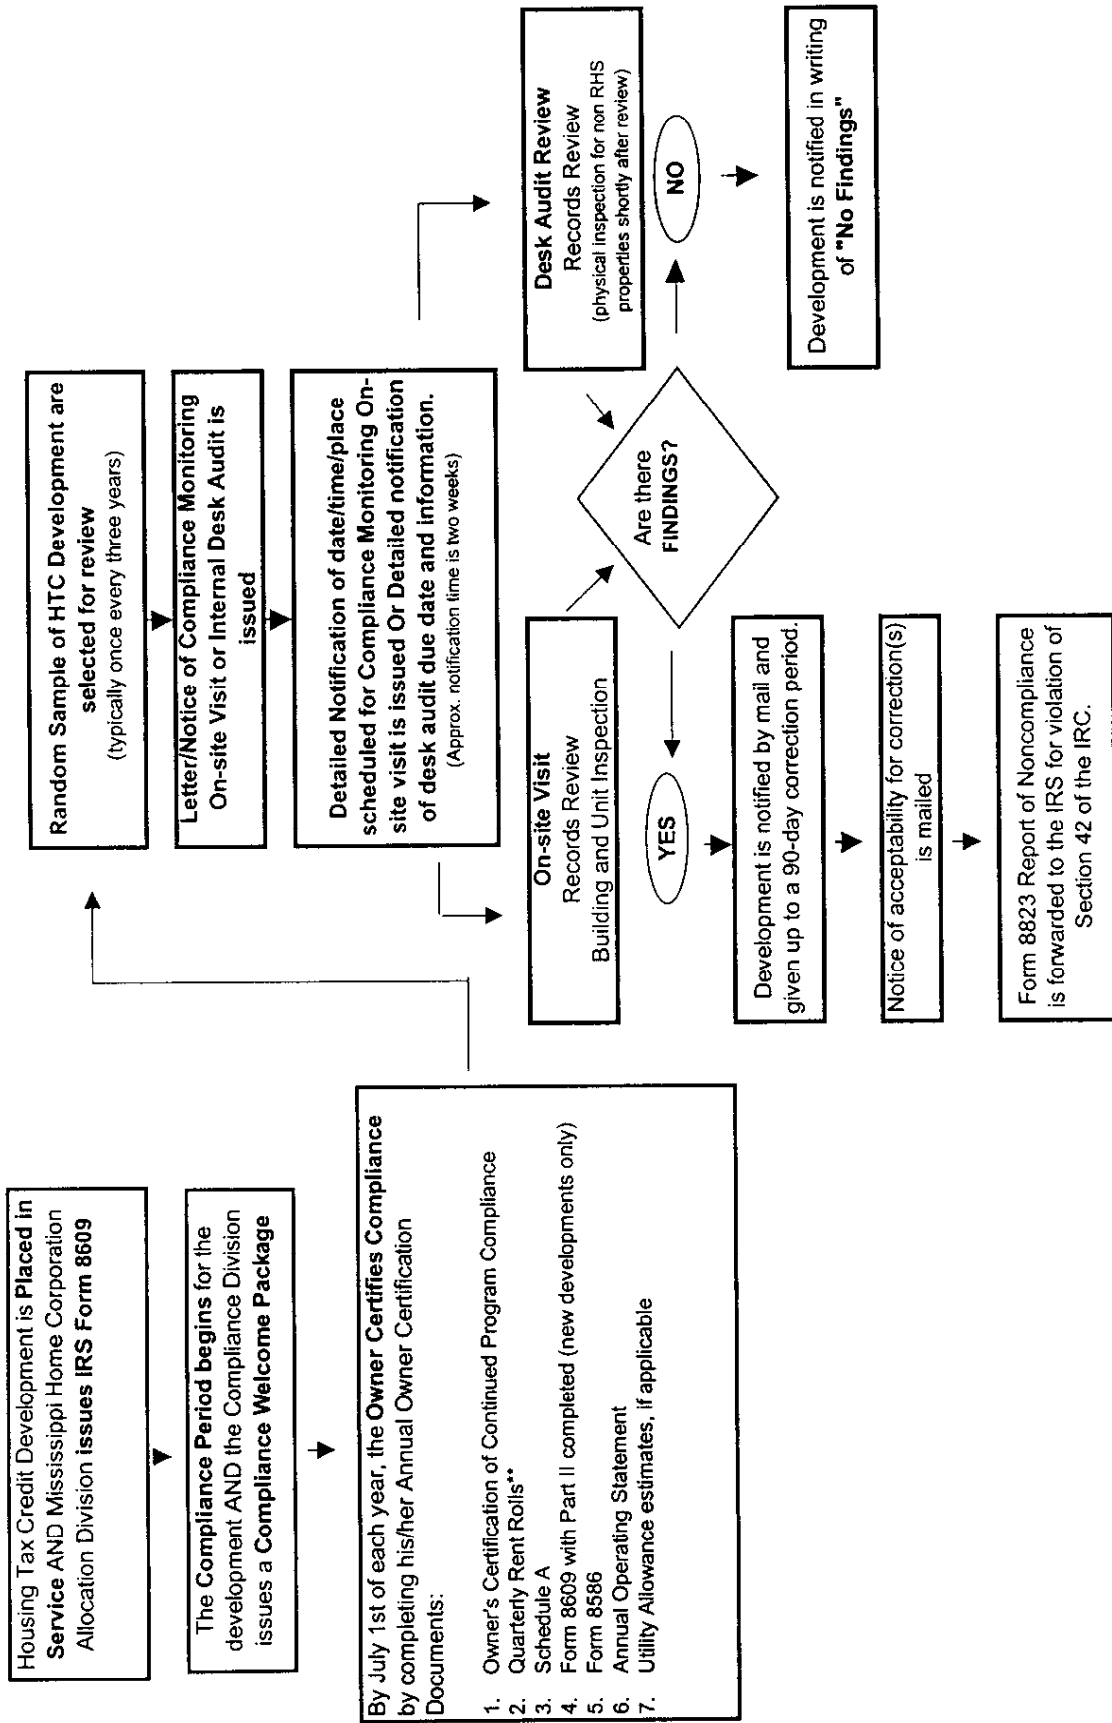 Housing Tax Credit Development is Placed in
Service AND Mississippi Home Corporation
Allocation Division issues IRS Form 8609
The Compliance Period begins for the
development AND the Compliance Division
issues a Compliance Welcome Package
By July 1st of each year, the Owner Certifies Compliance
by completing his/her Annual Owner Certification
Documents:
1. Owner's Certification of Continued Program Compliance
2. Quarterly Rent Rolls**
3. Schedule A
4. Form 8609 with Part II completed (new developments only)
5. Form 8586
6. Annual Operating Statement
7. Utility Allowance estimates, if applicable
Random Sample of HTC Development are
selected for review
(typically once every three years)
Letter/Notice of Compliance Monitoring
On-site Visit or Internal Desk Audit is
issued
Detailed Notification of date/time/place
scheduled for Compliance Monitoring On-
site visit is issued Or Detailed notification
of desk audit due date and information.
(Approx. notification time is two weeks)
On-site Visit
Records Review
Building and Unit Inspection
Desk Audit Review
Records Review
(physical inspection for non RHS
properties shortly after review)
Are there
FINDINGS?
YES
NO
Development is notified by mail and
given up to a 90-day correction period.
Notice of acceptability for correction(s)
is mailed
Form 8823 Report of Noncompliance
is forwarded to the IRS for violation of
Section 42 of the IRC.
Development is notified in writing
of "No Findings"